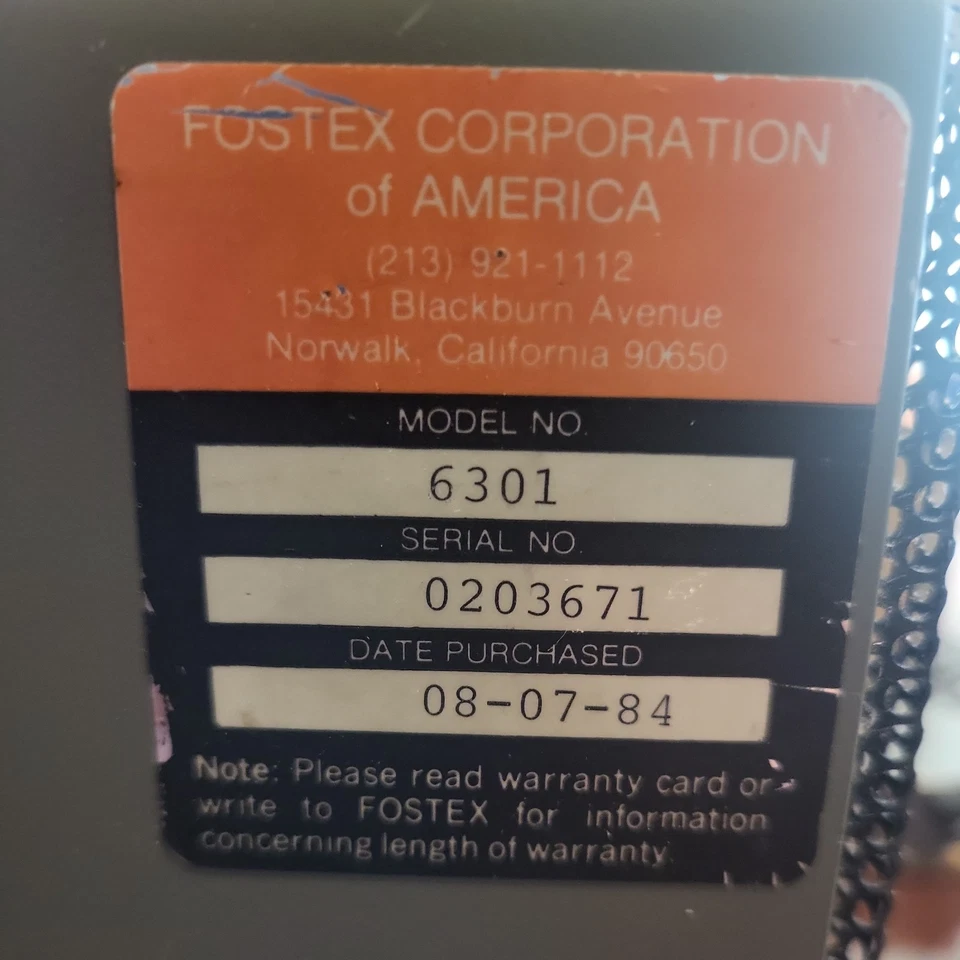 FOSTEX CORPORATION
of AMERICA
(213) 921-1112
15431 Blackburn Avenue
Norwalk, California 90650
MODEL NO.
6301
SERIAL NO.
0203671
DATE PURCHASED
08-07-84
Note: Please read warranty card or
write to FOSTEX for information
concerning length of warranty.